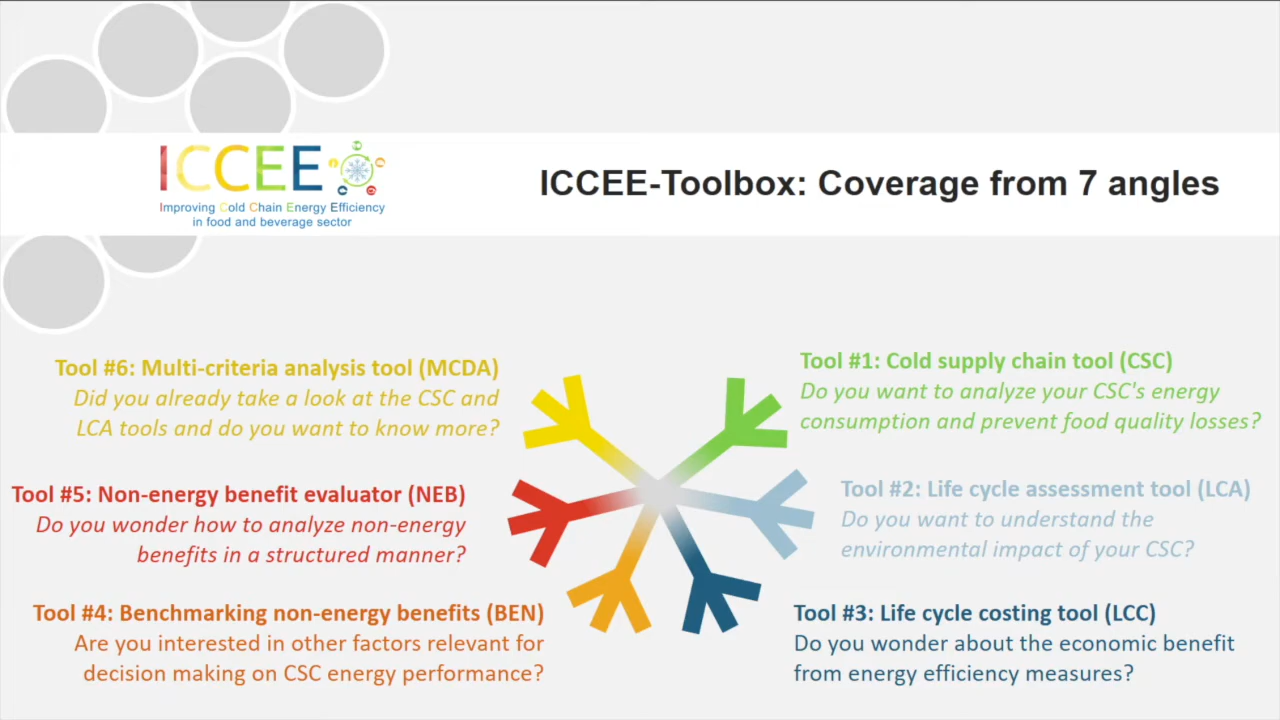 ICCEE
Improving Cold Chain Energy Efficiency
in food and beverage sector
ICCEE-Toolbox: Coverage from 7 angles
Tool #6: Multi-criteria analysis tool (MCDA)
Did you already take a look at the CSC and
LCA tools and do you want to know more?
Tool #1: Cold supply chain tool (CSC)
Do you want to analyze your CSC's energy
consumption and prevent food quality losses?
Tool #5: Non-energy benefit evaluator (NEB)
Do you wonder how to analyze non-energy
benefits in a structured manner?
Tool #2: Life cycle assessment tool (LCA)
Do you want to understand the
environmental impact of your CSC?
Tool #4: Benchmarking non-energy benefits (BEN)
Are you interested in other factors relevant for
decision making on CSC energy performance?
Tool #3: Life cycle costing tool (LCC)
Do you wonder about the economic benefit
from energy efficiency measures?